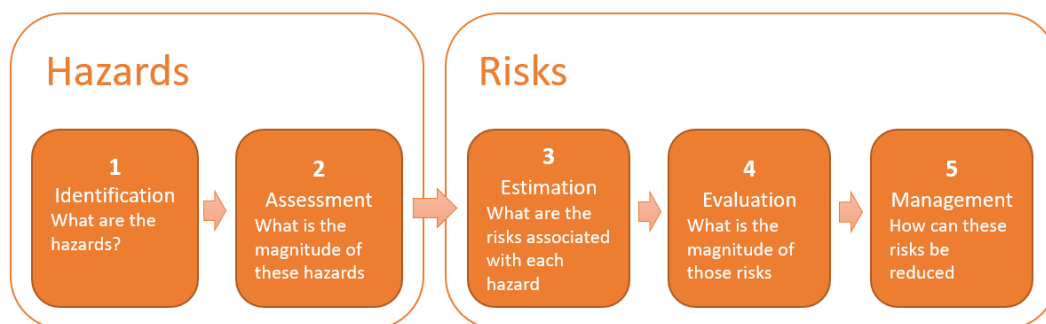 Hazards
Risks
1
Identification
What are the
hazards?
2
Assessment
What is the
magnitude of
these hazards
3
Estimation
What are the
risks associated
with each
hazard
4
Evaluation
What is the
magnitude of
those risks
5
Management
How can these
risks be
reduced